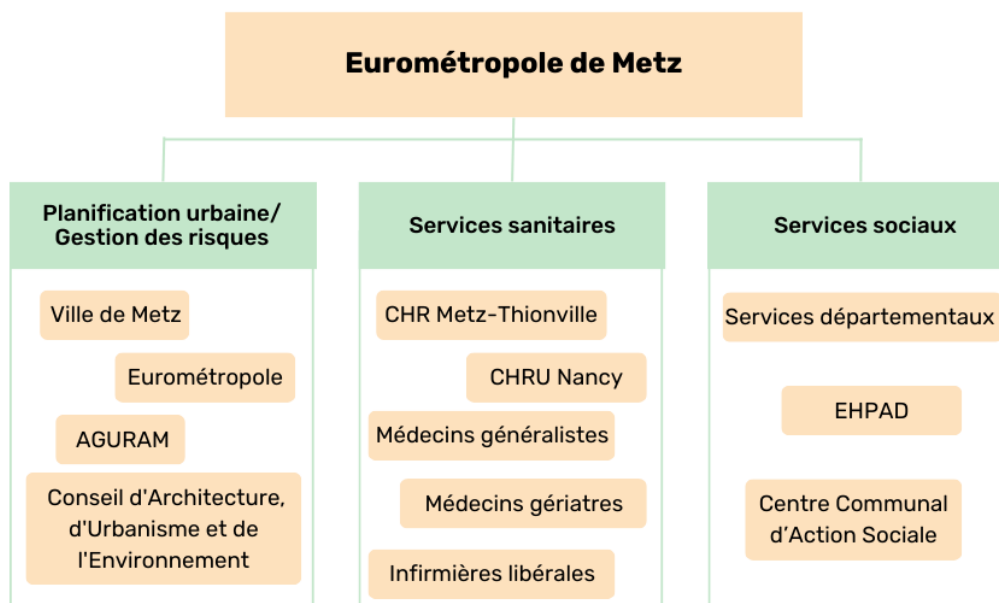 Eurométropole de Metz
Planification urbaine/
Gestion des risques
Ville de Metz
Eurométropole
AGURAM
Conseil d'Architecture,
d'Urbanisme et de
l'Environnement
Services sanitaires
CHR Metz-Thionville
CHRU Nancy
Médecins généralistes
Médecins gériatres
Infirmières libérales
Services sociaux
Services départementaux
EHPAD
Centre Communal
d’Action Sociale